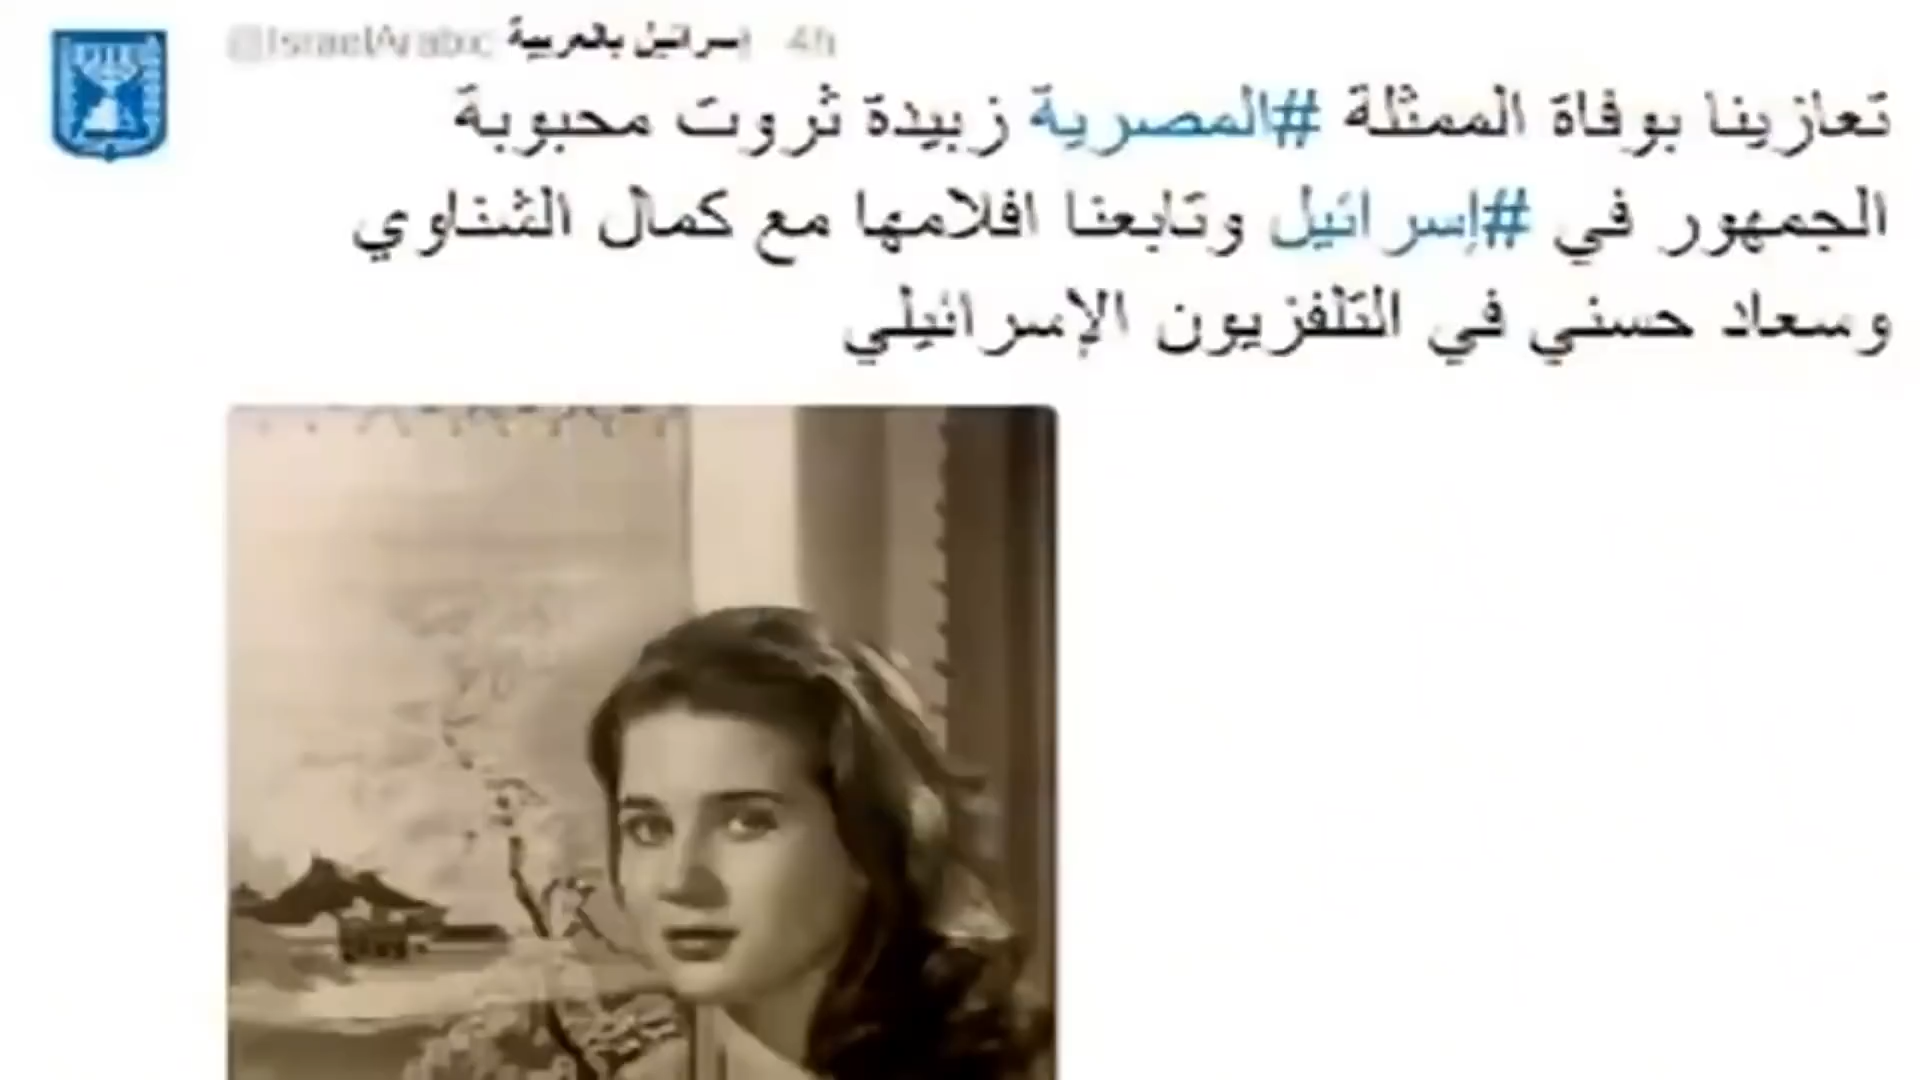 @IsraelArabic إسرائيل بالعربية 4h
تعازينا بوفاة الممثلة #المصرية زبيدة ثروت محبوبة
الجمهور في #إسرائيل وتابعنا افلامها مع كمال الشناوي
وسعاد حسني في التلفزيون الإسرائيلي